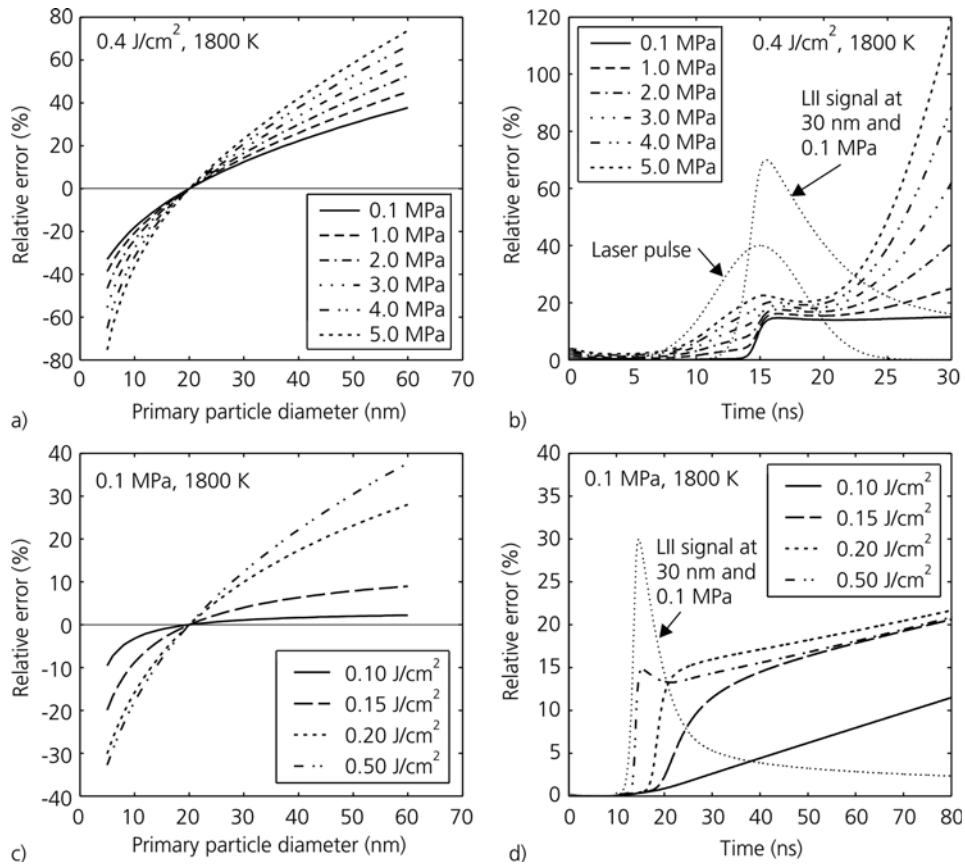 80
60
40
20
0
-20
-40
-60
-80
Relative error (%)
0.4 J/cm², 1800 K
0.1 MPa
1.0 MPa
2.0 MPa
3.0 MPa
4.0 MPa
5.0 MPa
0 10 20 30 40 50 60 70
Primary particle diameter (nm)
a)
120
100
80
60
40
20
0
Relative error (%)
0.1 MPa
1.0 MPa
2.0 MPa
3.0 MPa
4.0 MPa
5.0 MPa
0.4 J/cm², 1800 K
LII signal at
30 nm and
0.1 MPa
Laser pulse
0 5 10 15 20 25 30
Time (ns)
b)
40
30
20
10
0
-10
-20
-30
-40
Relative error (%)
0.1 MPa, 1800 K
0.10 J/cm²
0.15 J/cm²
0.20 J/cm²
0.50 J/cm²
0 10 20 30 40 50 60 70
Primary particle diameter (nm)
c)
40
35
30
25
20
15
10
5
0
Relative error (%)
0.1 MPa, 1800 K
0.10 J/cm²
0.15 J/cm²
0.20 J/cm²
0.50 J/cm²
LII signal at
30 nm and
0.1 MPa
0 10 20 30 40 50 60 70 80
Time (ns)
d)